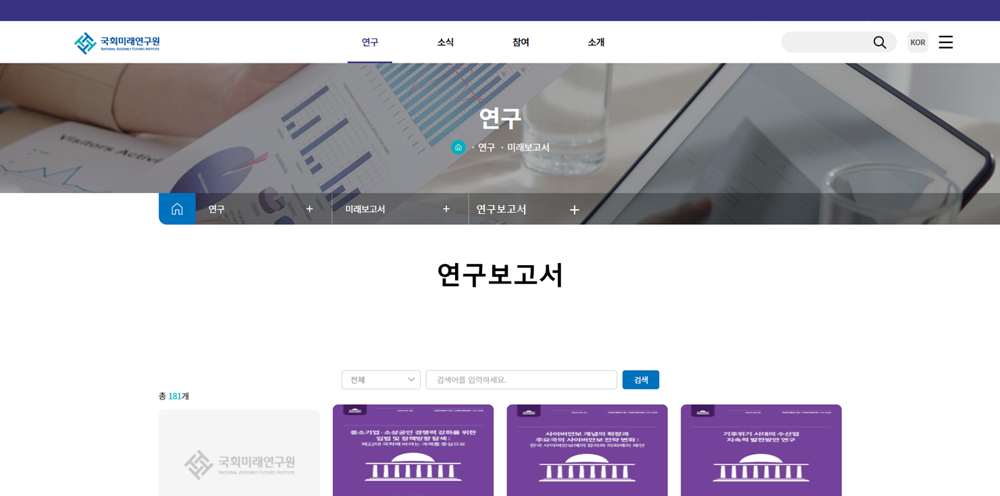 국회미래연구원
NATIONAL ASSEMBLY FUTURES INSTITUTE
연구
소식
참여
소개
KOR
Visitors Activi
연구
· 연구 · 미래보고서
연구
미래보고서
연구보고서
연구보고서
전체
검색어를 입력하세요.
검색
총 181개
국회미래연구원
NATIONAL ASSEMBLY FUTURES INSTITUTE
중소기업·소상공인 경쟁력 강화를 위한
입법 및 정책방향 탐색 :
제22대 국회에 바라는 과제를 중심으로
사이버안보 개념의 확장과
주요국의 사이버안보 전략 변화 :
한국 사이버안보에의 함의와 의회에의 제언
기후위기 시대의 수산업
지속적 발전방안 연구